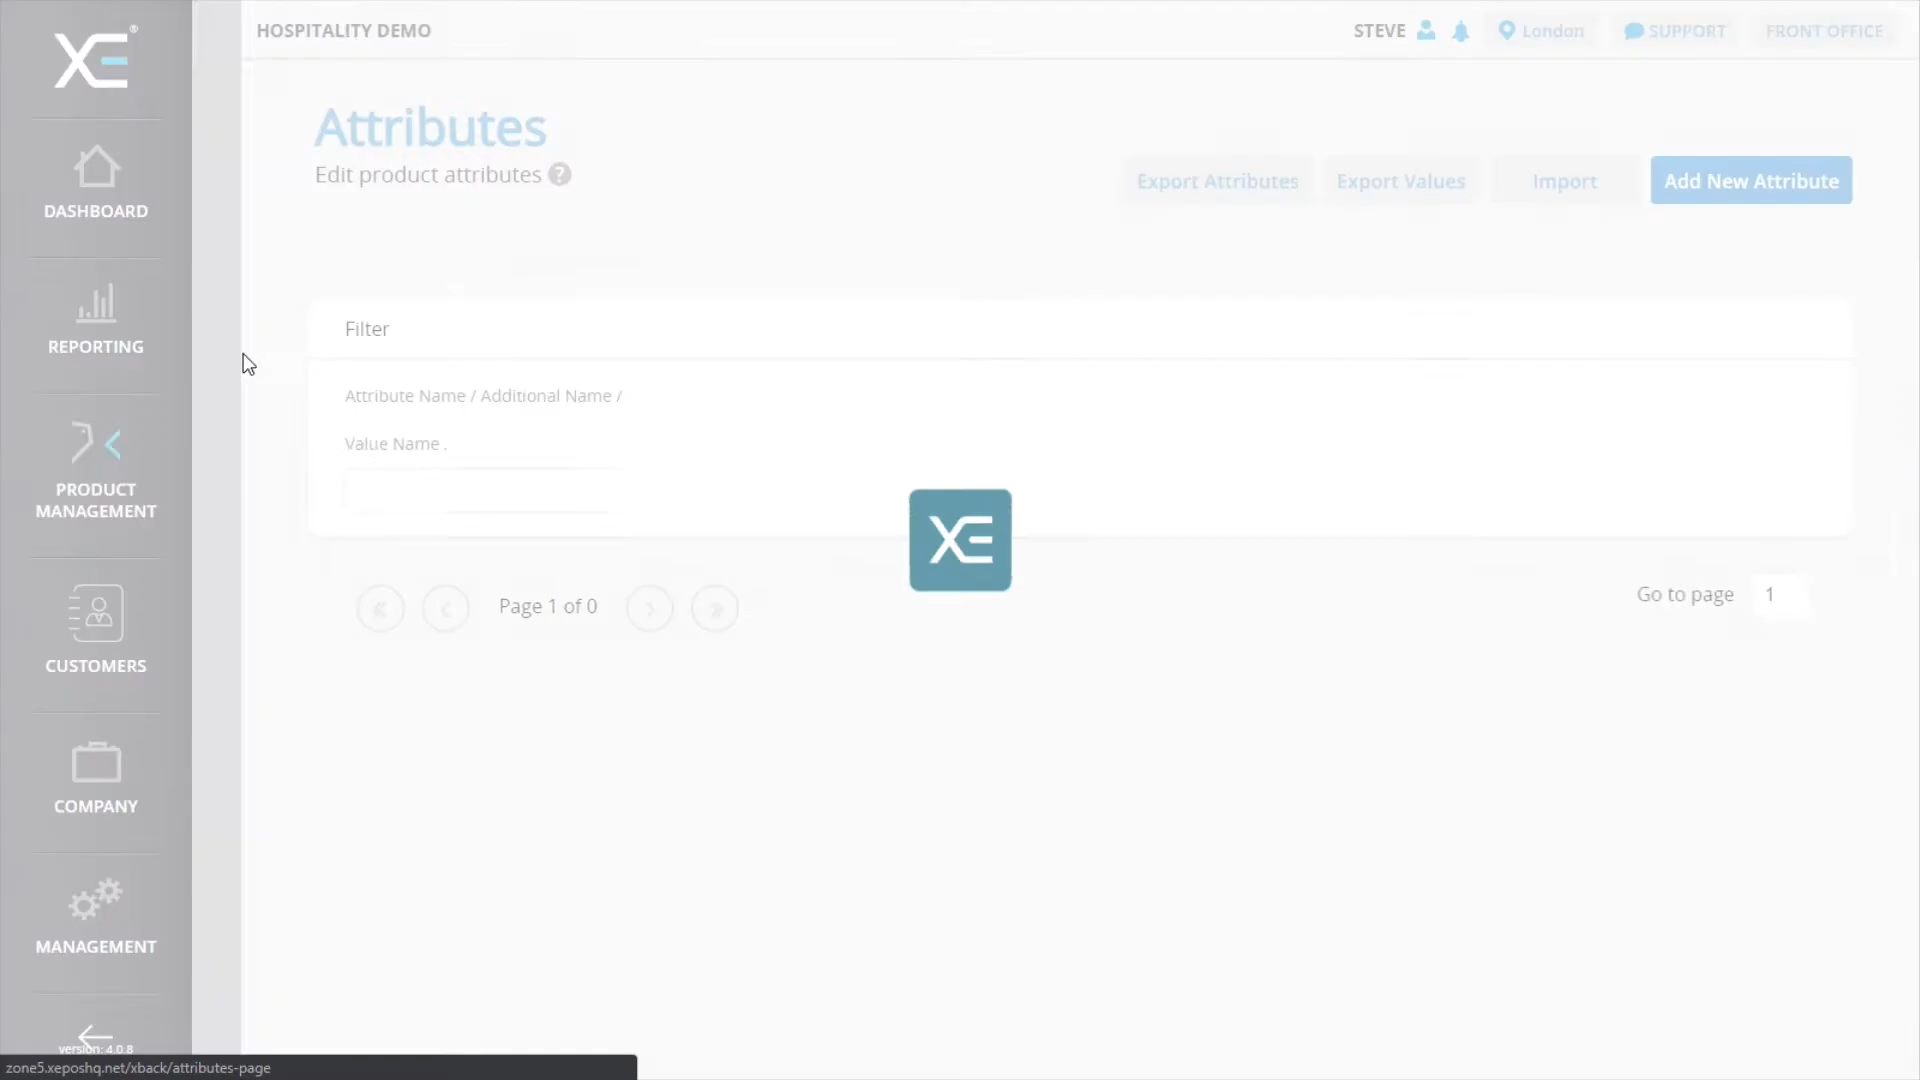 XE®
HOSPITALITY DEMO
STEVE
London
SUPPORT
FRONT OFFICE
Attributes
Edit product attributes ?
Export Attributes
Export Values
Import
Add New Attribute
DASHBOARD
REPORTING
PRODUCT
MANAGEMENT
CUSTOMERS
COMPANY
MANAGEMENT
version: 4.0.8
Filter
Attribute Name / Additional Name /
Value Name .
XE
« ‹ Page 1 of 0 › »
Go to page 1
zone5.xeposhq.net/xback/attributes-page